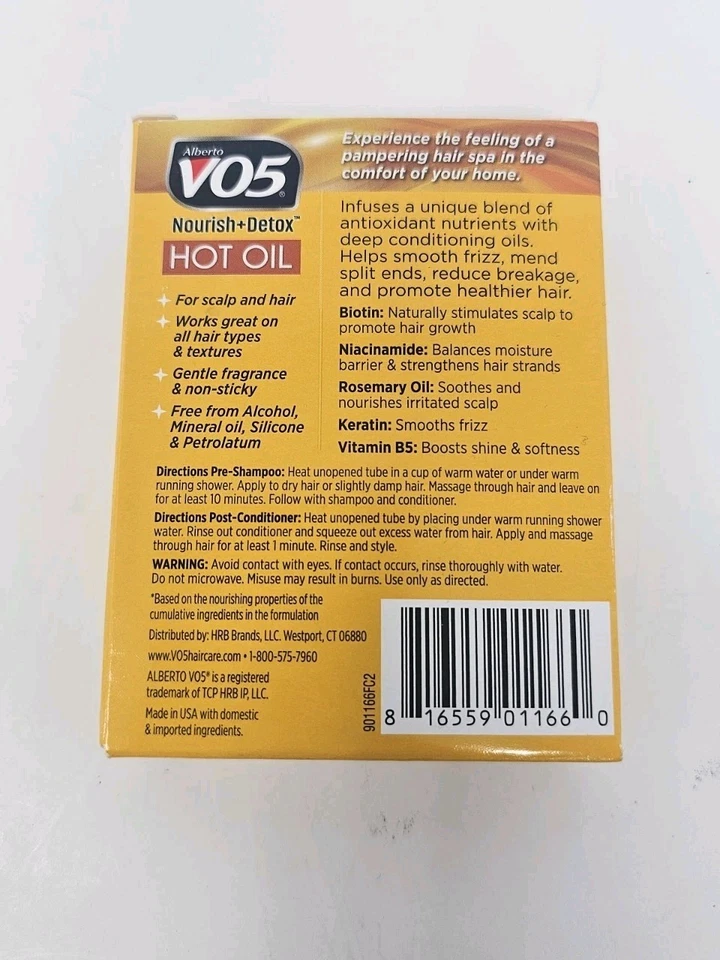 Alberto
VO5®
Nourish+Detox™
HOT OIL
For scalp and hair
Works great on
all hair types
& textures
Gentle fragrance
& non-sticky
Free from Alcohol,
Mineral oil, Silicone
& Petrolatum
Experience the feeling of a
pampering hair spa in the
comfort of your home.
Infuses a unique blend of
antioxidant nutrients with
deep conditioning oils.
Helps smooth frizz, mend
split ends, reduce breakage,
and promote healthier hair.
Biotin: Naturally stimulates scalp to
promote hair growth
Niacinamide: Balances moisture
barrier & strengthens hair strands
Rosemary Oil: Soothes and
nourishes irritated scalp
Keratin: Smooths frizz
Vitamin B5: Boosts shine & softness
Directions Pre-Shampoo: Heat unopened tube in a cup of warm water or under warm
running shower. Apply to dry hair or slightly damp hair. Massage through hair and leave on
for at least 10 minutes. Follow with shampoo and conditioner.
Directions Post-Conditioner: Heat unopened tube by placing under warm running shower
water. Rinse out conditioner and squeeze out excess water from hair. Apply and massage
through hair for at least 1 minute. Rinse and style.
WARNING: Avoid contact with eyes. If contact occurs, rinse thoroughly with water.
Do not microwave. Misuse may result in burns. Use only as directed.
*Based on the nourishing properties of the
cumulative ingredients in the formulation
Distributed by: HRB Brands, LLC. Westport, CT 06880
www.VO5haircare.com • 1-800-575-7960
ALBERTO VO5® is a registered
trademark of TCP HRB IP, LLC.
Made in USA with domestic
& imported ingredients.
901166FC2
8 16559 01166 0